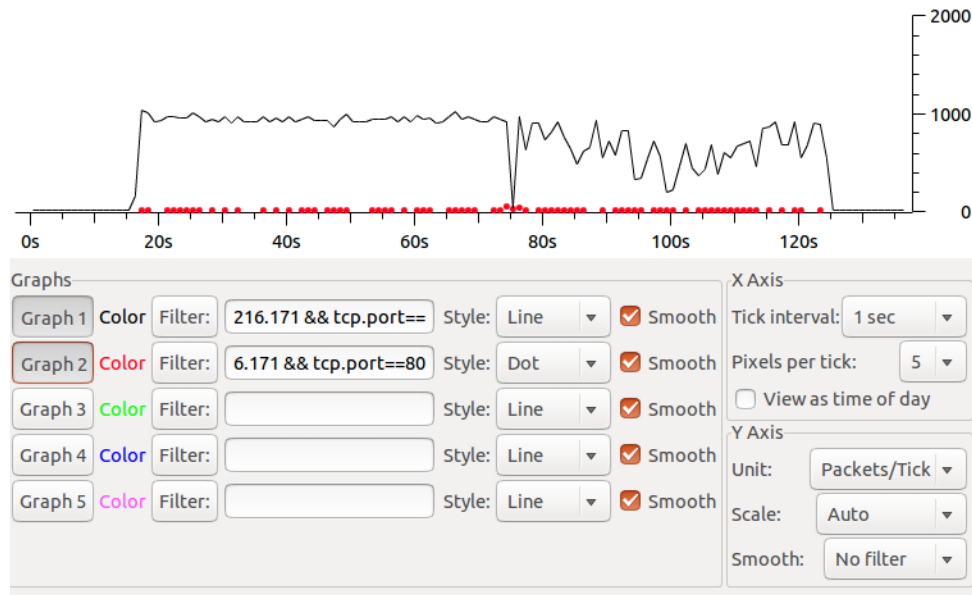 2000
1000
0
0s 20s 40s 60s 80s 100s 120s
Graphs
Graph 1 Color Filter: 216.171 && tcp.port== Style: Line Smooth
Graph 2 Color Filter: 6.171 && tcp.port==80 Style: Dot Smooth
Graph 3 Color Filter: Style: Line Smooth
Graph 4 Color Filter: Style: Line Smooth
Graph 5 Color Filter: Style: Line Smooth
X Axis
Tick interval: 1 sec
Pixels per tick: 5
View as time of day
Y Axis
Unit: Packets/Tick
Scale: Auto
Smooth: No filter